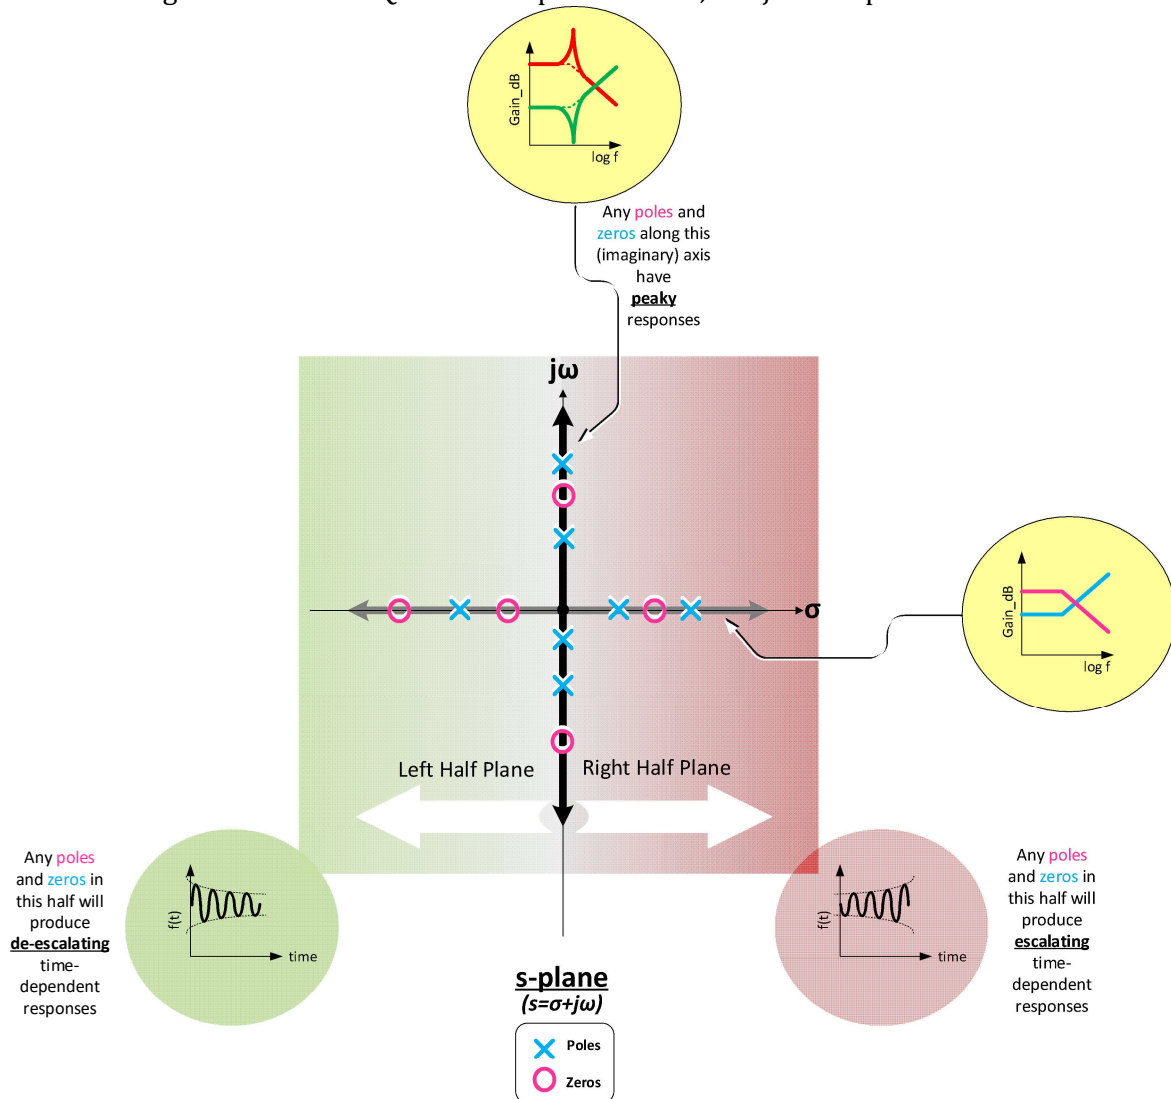 Gain_dB
log f
Any poles and
zeros along this
(imaginary) axis
have
peaky
responses
jω
σ
Gain_dB
log f
Left Half Plane
Right Half Plane
Any poles
and zeros in
this half will
produce
de-escalating
time-
dependent
responses
f(t)
time
f(t)
time
Any poles
and zeros in
this half will
produce
escalating
time-
dependent
responses
s-plane
(s=σ+jω)
Poles
Zeros